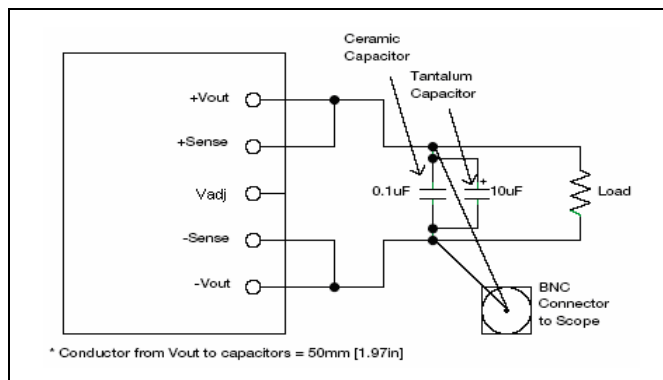 Ceramic
Capacitor
Tantalum
Capacitor
+Vout
+Sense
Vadj
-Sense
-Vout
0.1uF
+
10uF
Load
BNC
Connector
to Scope
* Conductor from Vout to capacitors = 50mm [1.97in]